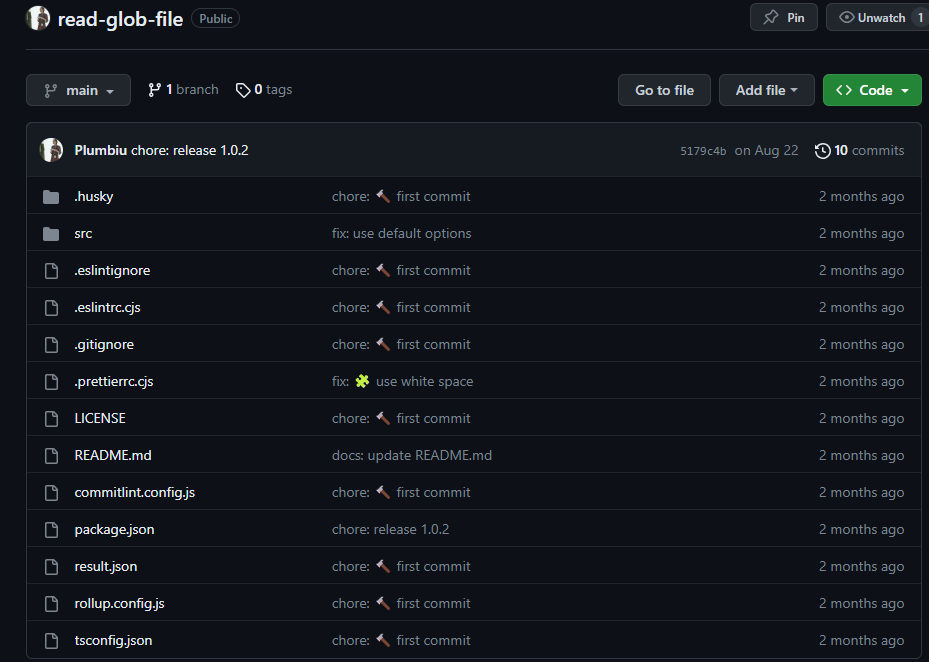 read-glob-file Public Pin Unwatch 1
main 1 branch 0 tags Go to file Add file Code
Plumbiu chore: release 1.0.2 5179c4b on Aug 22 10 commits
.husky chore: 🔨 first commit 2 months ago
src fix: use default options 2 months ago
.eslintignore chore: 🔨 first commit 2 months ago
.eslintrc.cjs chore: 🔨 first commit 2 months ago
.gitignore chore: 🔨 first commit 2 months ago
.prettierrc.cjs fix: 🧩 use white space 2 months ago
LICENSE chore: 🔨 first commit 2 months ago
README.md docs: update README.md 2 months ago
commitlint.config.js chore: 🔨 first commit 2 months ago
package.json chore: release 1.0.2 2 months ago
result.json chore: 🔨 first commit 2 months ago
rollup.config.js chore: 🔨 first commit 2 months ago
tsconfig.json chore: 🔨 first commit 2 months ago